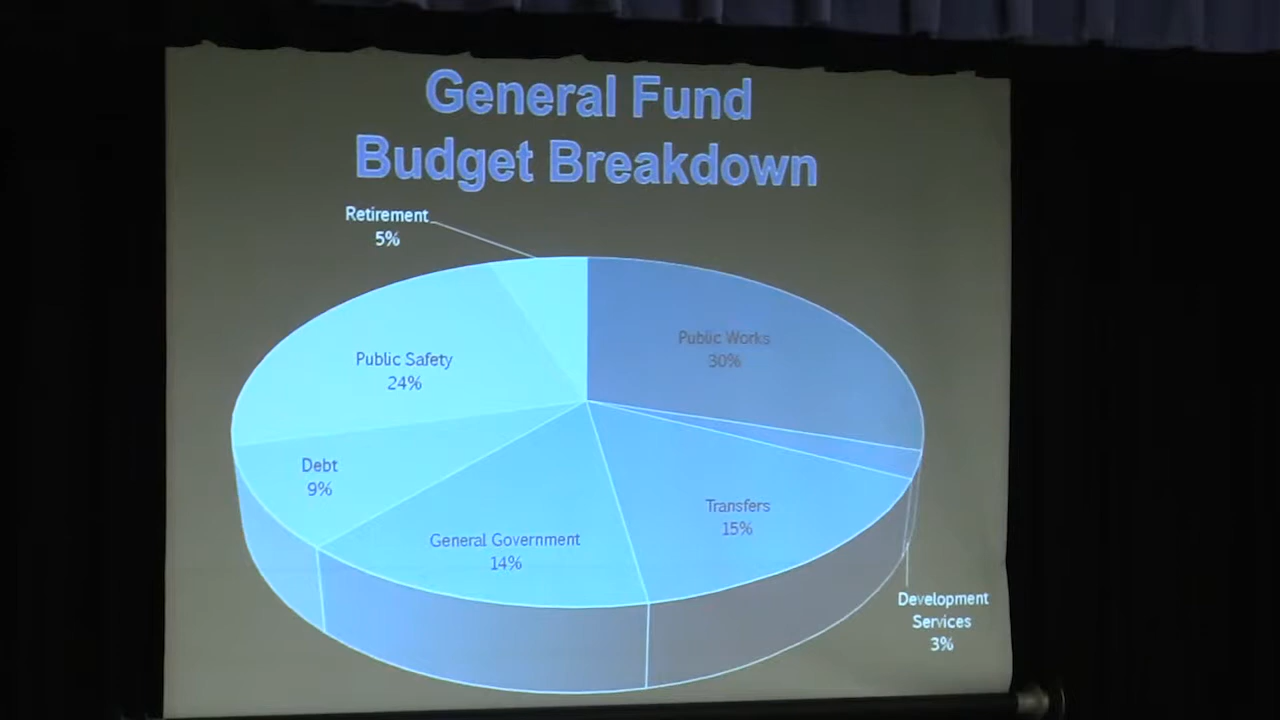 General Fund
Budget Breakdown
Retirement
5%
Public Works
30%
Public Safety
24%
Debt
9%
Transfers
15%
General Government
14%
Development
Services
3%